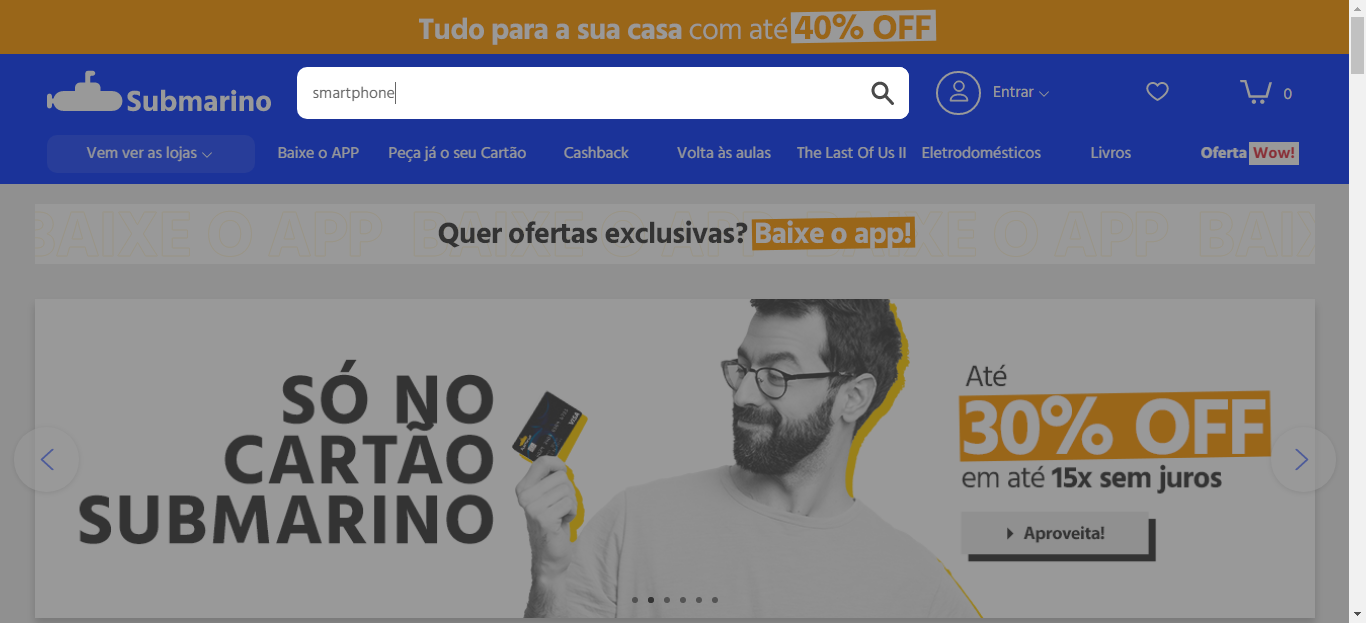 Tudo para a sua casa com até 40% OFF
Submarino
smartphone
Entrar
0
Vem ver as lojas
Baixe o APP
Peça já o seu Cartão
Cashback
Volta às aulas
The Last Of Us II
Eletrodomésticos
Livros
Oferta Wow!
BAIXE O APP BAIXE O APP BAIXE O APP BAIX
Quer ofertas exclusivas? Baixe o app!
SÓ NO
CARTÃO
SUBMARINO
VISA
Até
30% OFF
em até 15x sem juros
Aproveita!